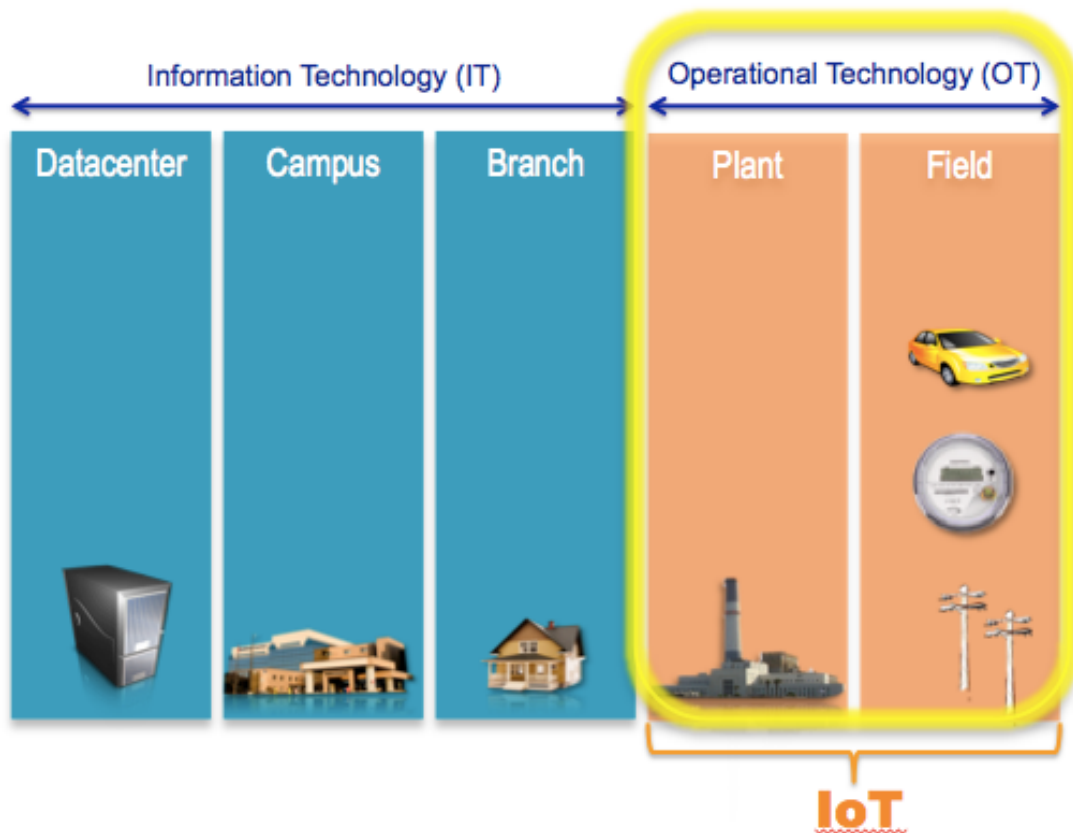 Information Technology (IT)
Operational Technology (OT)
Datacenter
Campus
Branch
Plant
Field
IoT